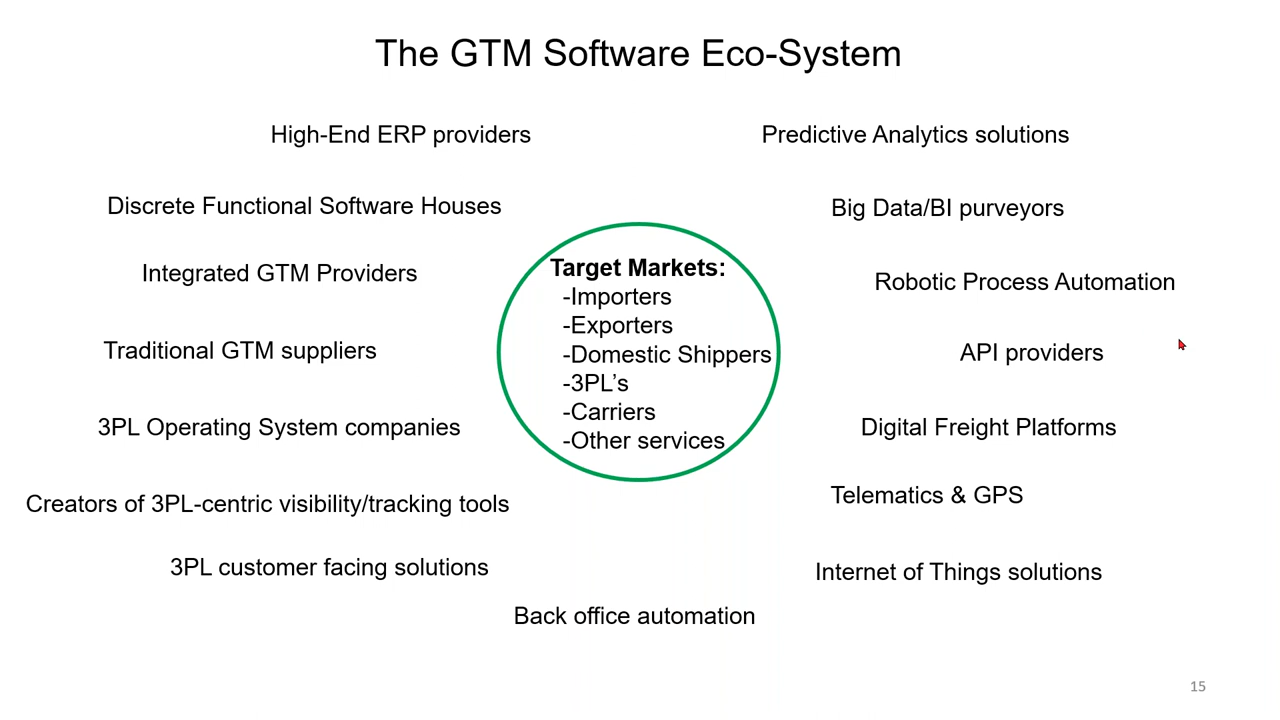 The GTM Software Eco-System
High-End ERP providers
Predictive Analytics solutions
Discrete Functional Software Houses
Big Data/BI purveyors
Integrated GTM Providers
Robotic Process Automation
Target Markets:
-Importers
-Exporters
-Domestic Shippers
-3PL’s
-Carriers
-Other services
Traditional GTM suppliers
API providers
3PL Operating System companies
Digital Freight Platforms
Creators of 3PL-centric visibility/tracking tools
Telematics & GPS
3PL customer facing solutions
Internet of Things solutions
Back office automation
15